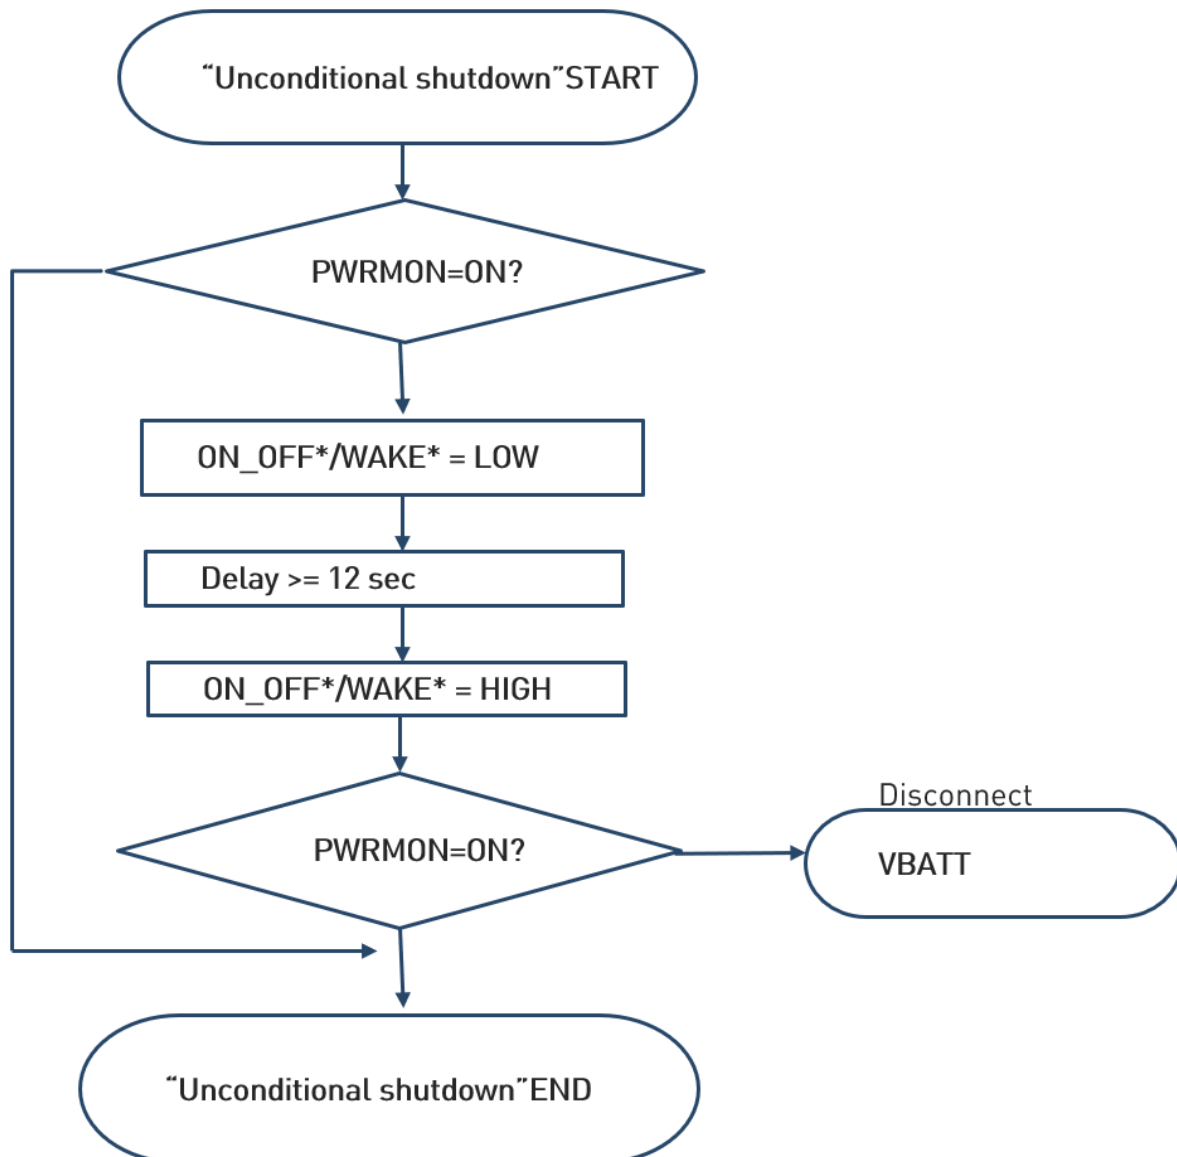 “Unconditional shutdown”START
PWRMON=ON?
ON_OFF*/WAKE* = LOW
Delay >= 12 sec
ON_OFF*/WAKE* = HIGH
PWRMON=ON?
Disconnect
VBATT
“Unconditional shutdown”END